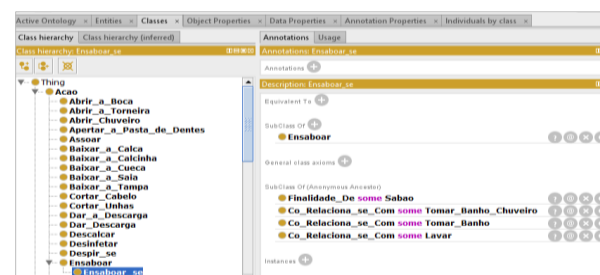 Active Ontology × Entities × Classes × Object Properties × Data Properties × Annotation Properties × Individuals by class ×
Class hierarchy Class hierarchy (inferred)
Class hierarchy: Ensaboar_se
Thing
Acao
Abrir_a_Boca
Abrir_a_Torneira
Abrir_Chuveiro
Apertar_a_Pasta_de_Dentes
Assoar
Baixar_a_Calca
Baixar_a_Calcinha
Baixar_a_Cueca
Baixar_a_Saia
Baixar_a_Tampa
Cortar_Cabelo
Cortar_Unhas
Dar_a_Descarga
Dar_Descarga
Descalcar
Desinfetar
Despir_se
Ensaboar
Ensaboar_se
Annotations Usage
Annotations: Ensaboar_se
Annotations
Description: Ensaboar_se
Equivalent To
SubClass Of
Ensaboar
General class axioms
SubClass Of (Anonymous Ancestor)
Finalidade_De some Sabao
Co_Relaciona_se_Com some Tomar_Banho_Chuveiro
Co_Relaciona_se_Com some Tomar_Banho
Co_Relaciona_se_Com some Lavar
Instances